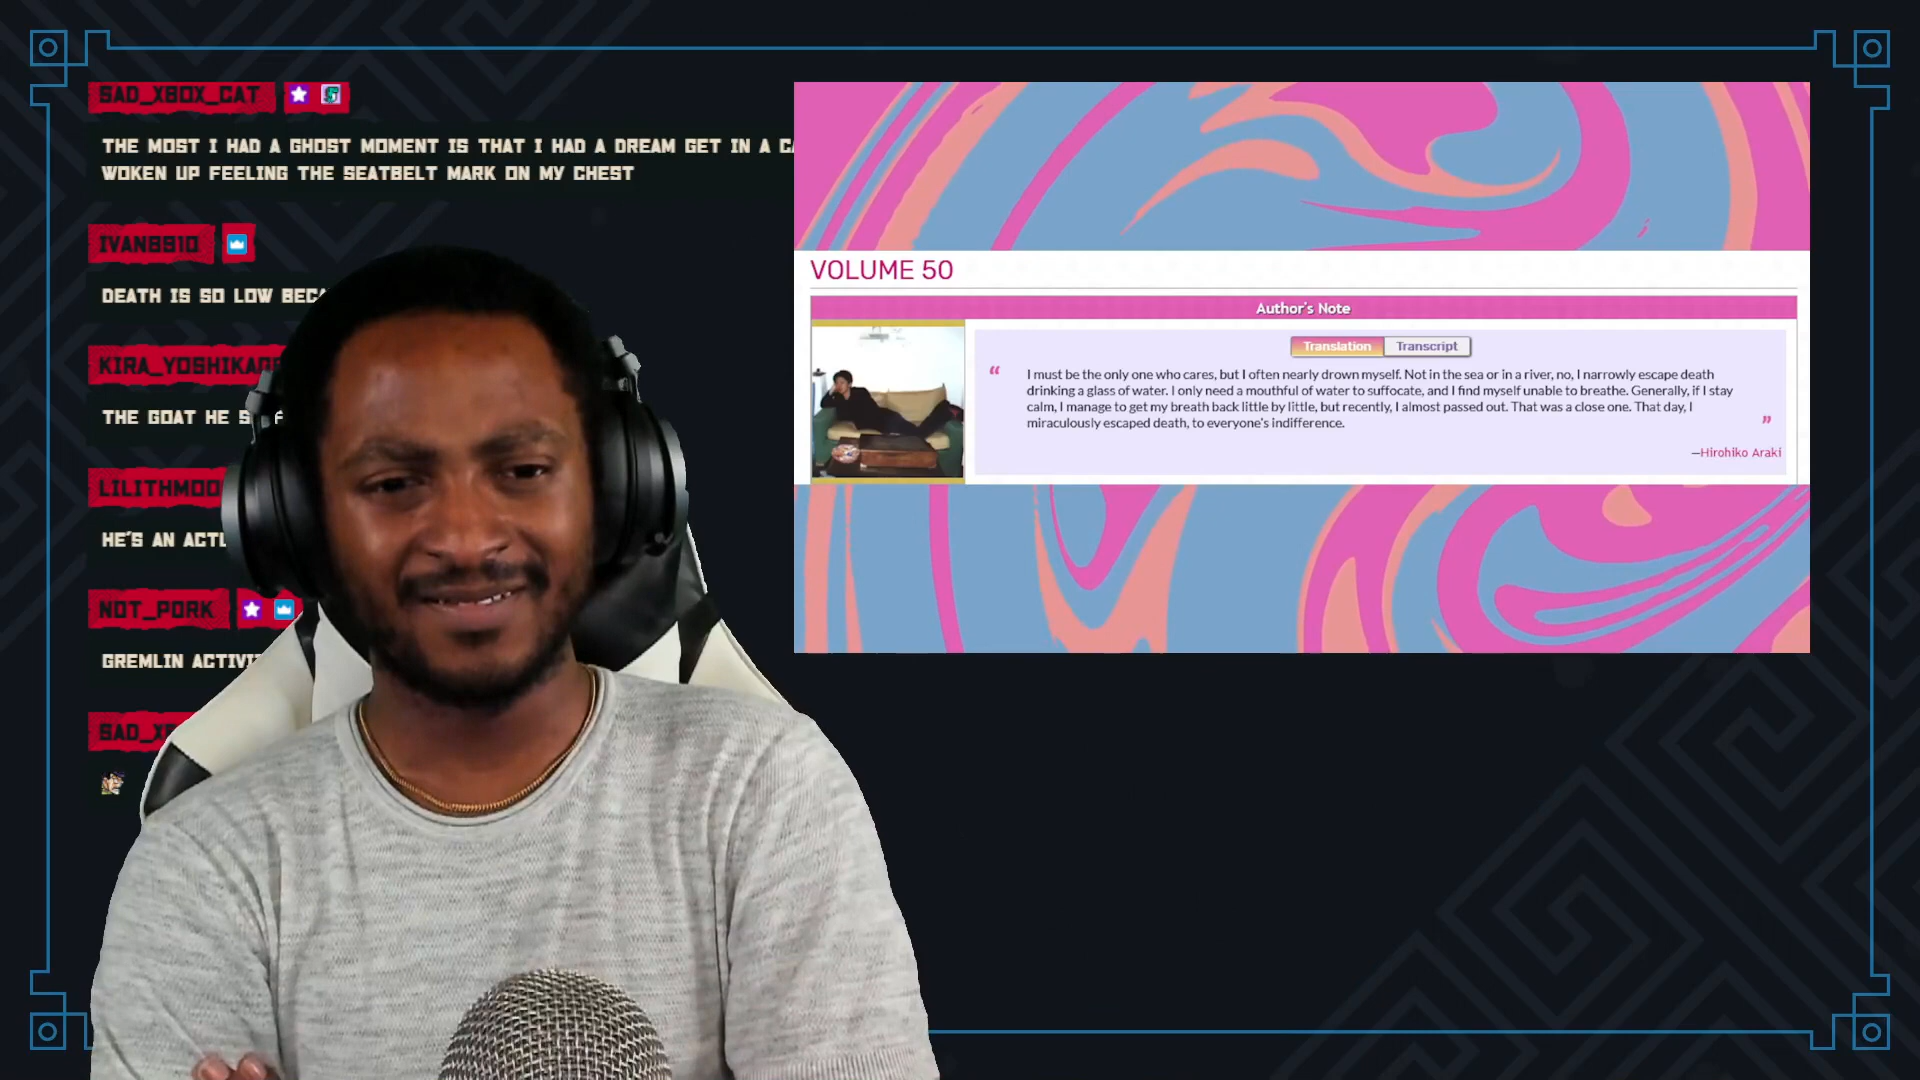 SAD_XBOX_CAT
THE MOST I HAD A GHOST MOMENT IS THAT I HAD A DREAM GET IN A
WOKEN UP FEELING THE SEATBELT MARK ON MY CHEST
IVAN8910
DEATH IS SO LOW
KIRA_YOSHIKAGE
THE GOAT HE
LILITHMOO
HE'S AN
NOT_PORK
GREMLIN
SAD_X
VOLUME 50
Author's Note
Translation Transcript
“ I must be the only one who cares, but I often nearly drown myself. Not in the sea or in a river, no, I narrowly escape death
drinking a glass of water. I only need a mouthful of water to suffocate, and I find myself unable to breathe. Generally, if I stay
calm, I manage to get my breath back little by little, but recently, I almost passed out. That was a close one. That day, I
miraculously escaped death, to everyone's indifference. ”
—Hirohiko Araki